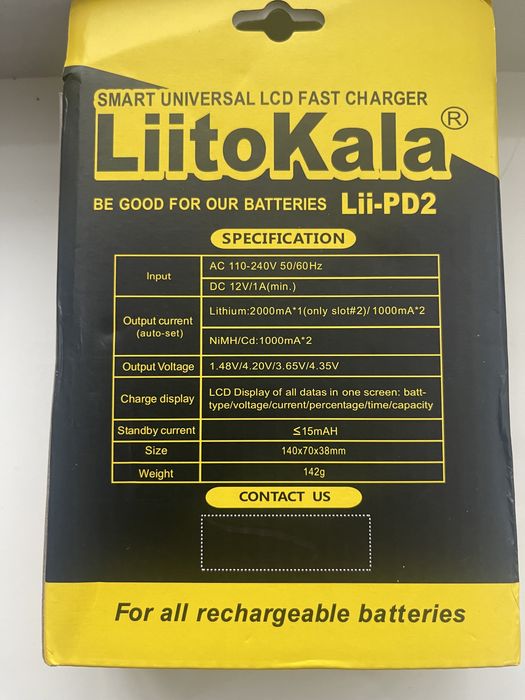 SMART UNIVERSAL LCD FAST CHARGER
LiitoKala®
BE GOOD FOR OUR BATTERIES Lii-PD2
SPECIFICATION
Input
AC 110-240V 50/60Hz
DC 12V/1A(min.)
Output current
(auto-set)
Lithium:2000mA*1(only slot#2)/ 1000mA*2
NiMH/Cd:1000mA*2
Output Voltage
1.48V/4.20V/3.65V/4.35V
Charge display
LCD Display of all datas in one screen: batt-
type/voltage/current/percentage/time/capacity
Standby current
≤15mAH
Size
140x70x38mm
Weight
142g
CONTACT US
For all rechargeable batteries